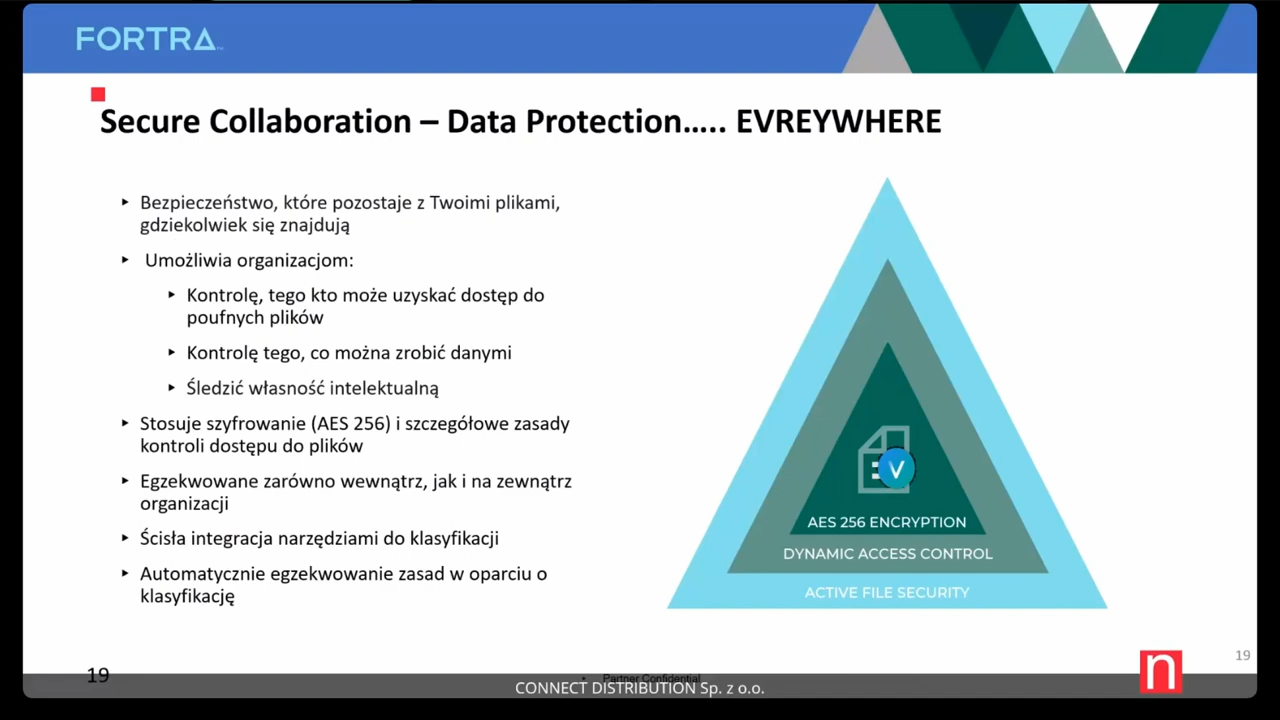 FORTRA
Secure Collaboration – Data Protection….. EVREYWHERE
Bezpieczeństwo, które pozostaje z Twoimi plikami,
gdziekolwiek się znajdują
Umożliwia organizacjom:
Kontrolę, tego kto może uzyskać dostęp do
poufnych plików
Kontrolę tego, co można zrobić danymi
Śledzić własność intelektualną
Stosuje szyfrowanie (AES 256) i szczegółowe zasady
kontroli dostępu do plików
Egzekwowane zarówno wewnątrz, jak i na zewnątrz
organizacji
Ścisła integracja narzędziami do klasyfikacji
Automatycznie egzekwowanie zasad w oparciu o
klasyfikację
V
AES 256 ENCRYPTION
DYNAMIC ACCESS CONTROL
ACTIVE FILE SECURITY
19
n
19
Partner Confidential
CONNECT DISTRIBUTION Sp. z o.o.